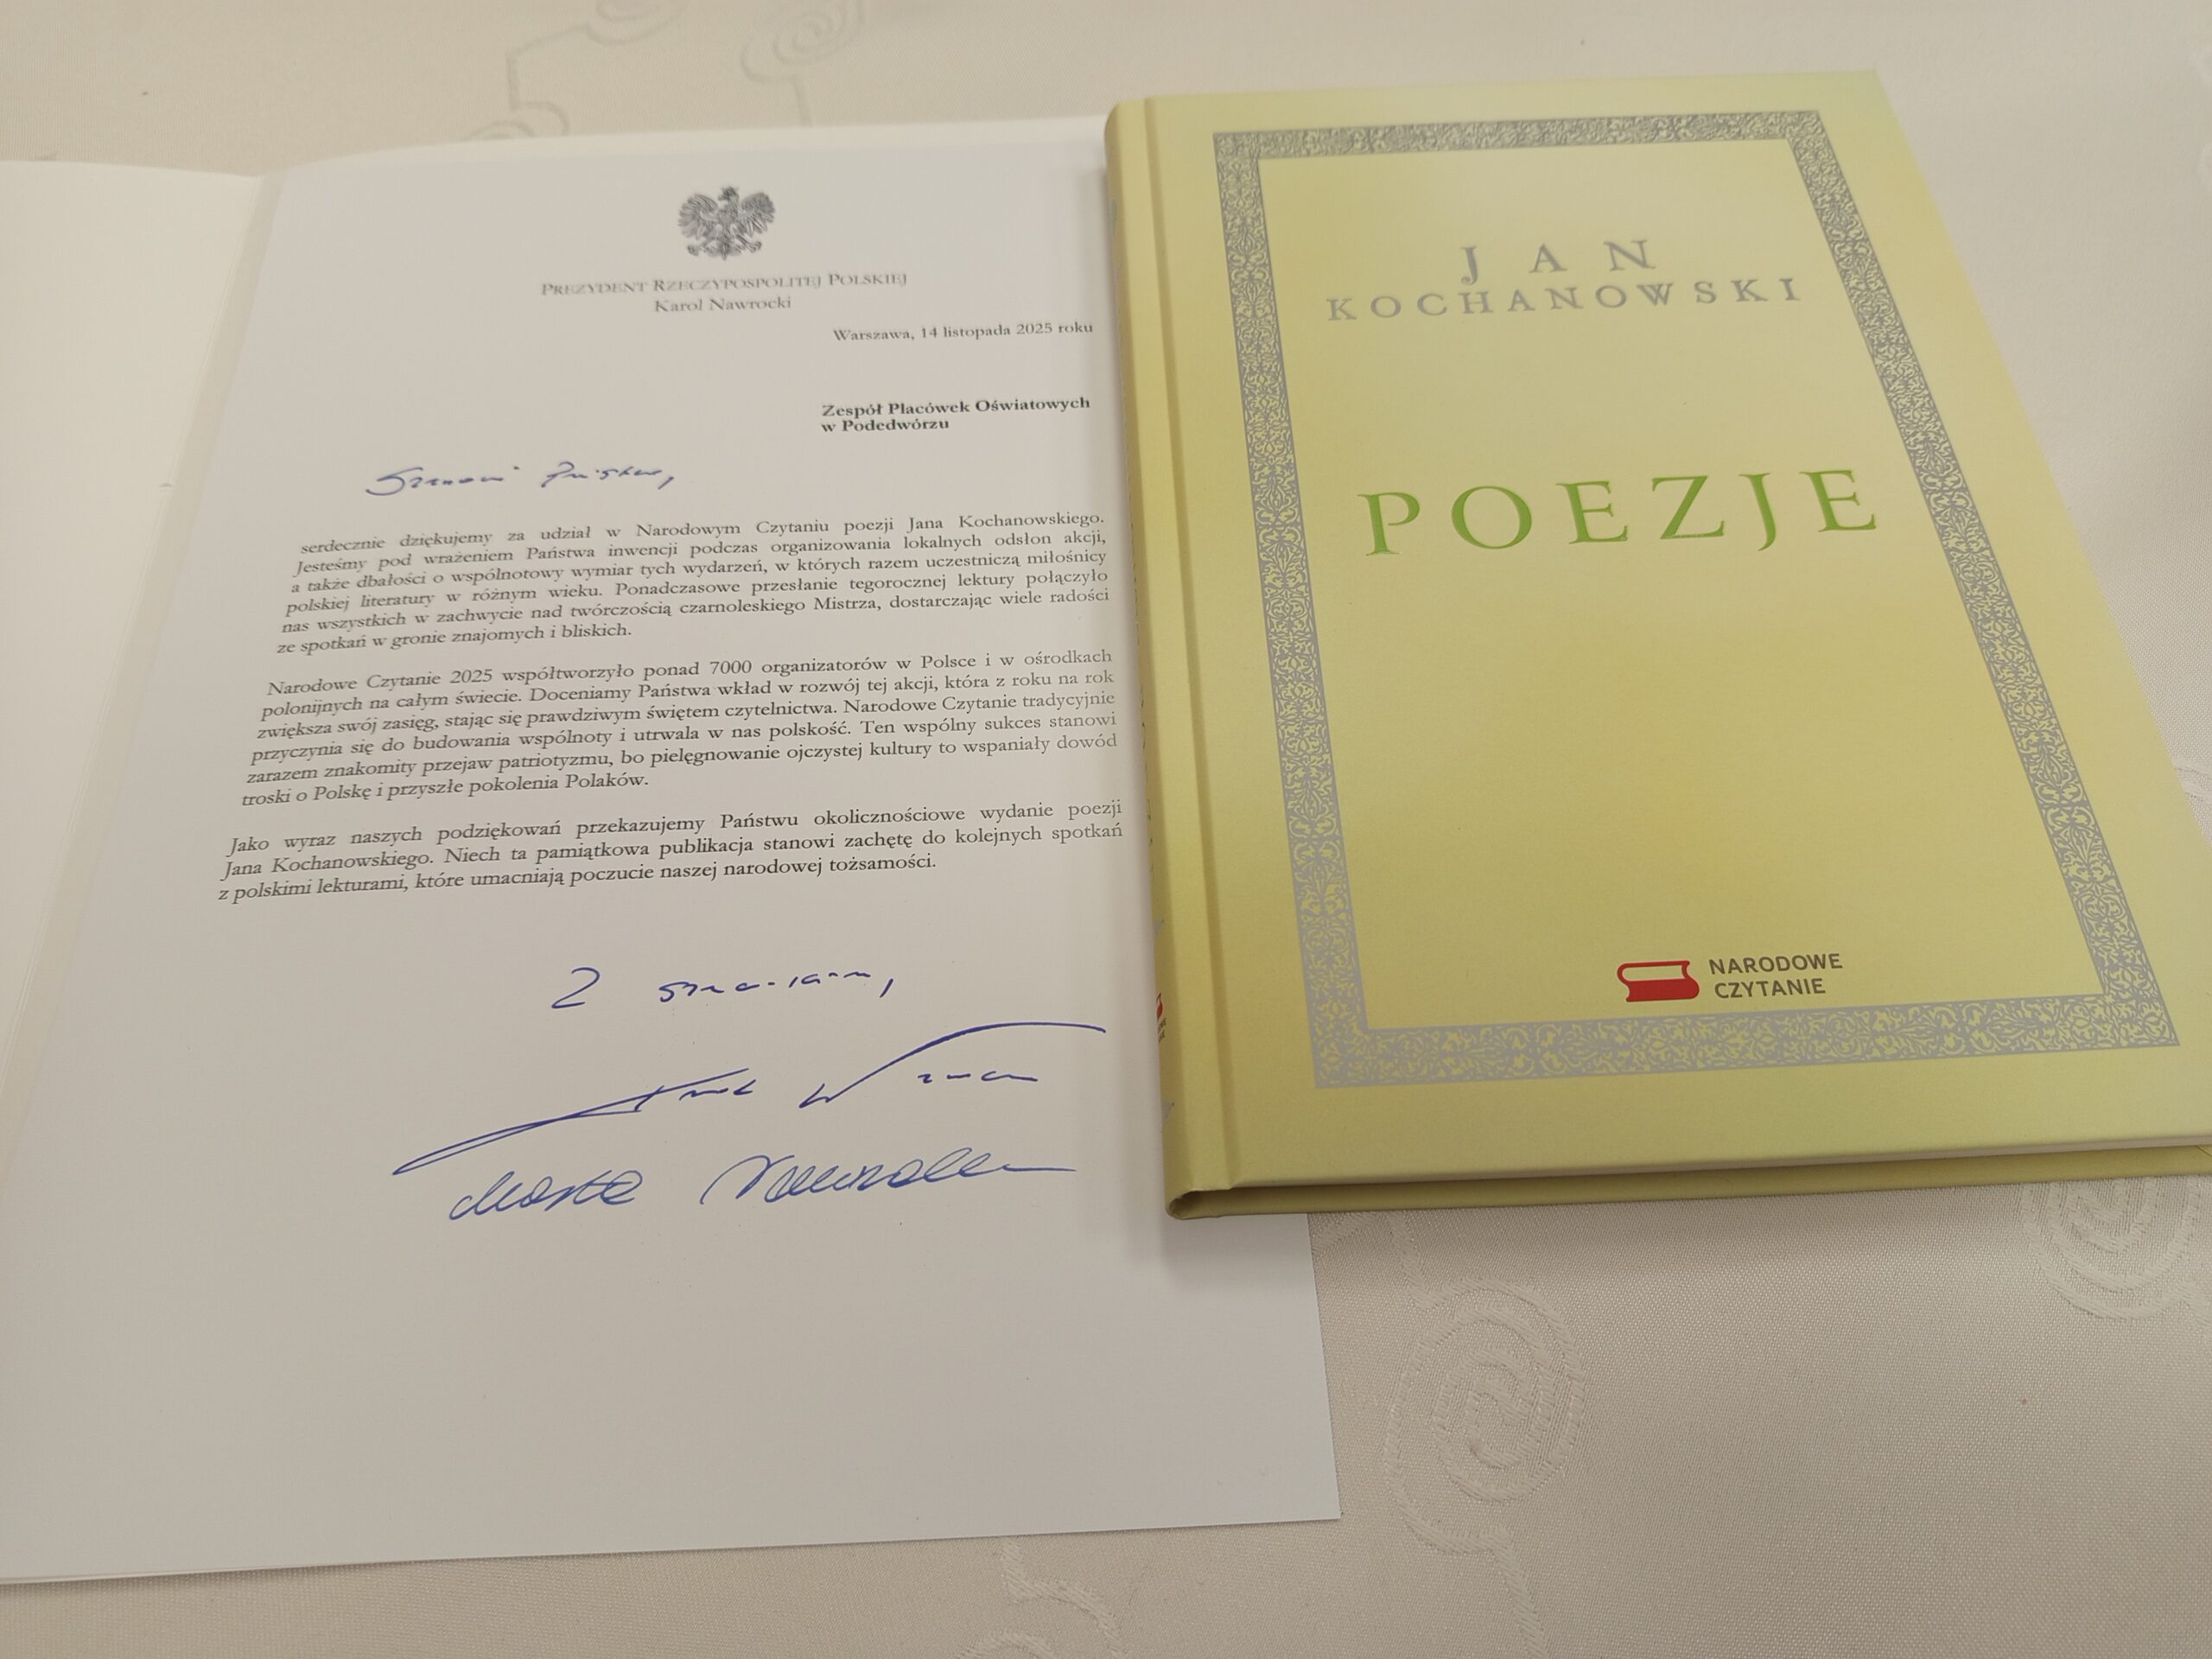 PREZYDENT RZECZYPOSPOLITEJ POLSKIEJ
Karol Nawrocki
Warszawa, 14 listopada 2025 roku
Zespół Placówek Oświatowych
w Podedwórzu
Szanowni Państwo,
serdecznie dziękujemy za udział w Narodowym Czytaniu poezji Jana Kochanowskiego.
Jesteśmy pod wrażeniem Państwa inwencji podczas organizowania lokalnych odsłon akcji,
a także dbałości o wspólnotowy wymiar tych wydarzeń, w których razem uczestniczą miłośnicy
polskiej literatury w różnym wieku. Ponadczasowe przesłanie tegorocznej lektury połączyło
nas wszystkich w zachwycie nad twórczością czarnoleskiego Mistrza, dostarczając wiele radości
ze spotkań w gronie znajomych i bliskich.
Narodowe Czytanie 2025 współtworzyło ponad 7000 organizatorów w Polsce i w ośrodkach
polonijnych na całym świecie. Doceniamy Państwa wkład w rozwój tej akcji, która z roku na rok
zwiększa swój zasięg, stając się prawdziwym świętem czytelnictwa. Narodowe Czytanie tradycyjnie
przyczynia się do budowania wspólnoty i utrwala w nas polskość. Ten wspólny sukces stanowi
zarazem znakomity przejaw patriotyzmu, bo pielęgnowanie ojczystej kultury to wspaniały dowód
troski o Polskę i przyszłe pokolenia Polaków.
Jako wyraz naszych podziękowań przekazujemy Państwu okolicznościowe wydanie poezji
Jana Kochanowskiego. Niech ta pamiątkowa publikacja stanowi zachętę do kolejnych spotkań
z polskimi lekturami, które umacniają poczucie naszej narodowej tożsamości.
Z szacunkiem,
Marta Nawrocka
JAN
KOCHANOWSKI
POEZJE
NARODOWE
CZYTANIE